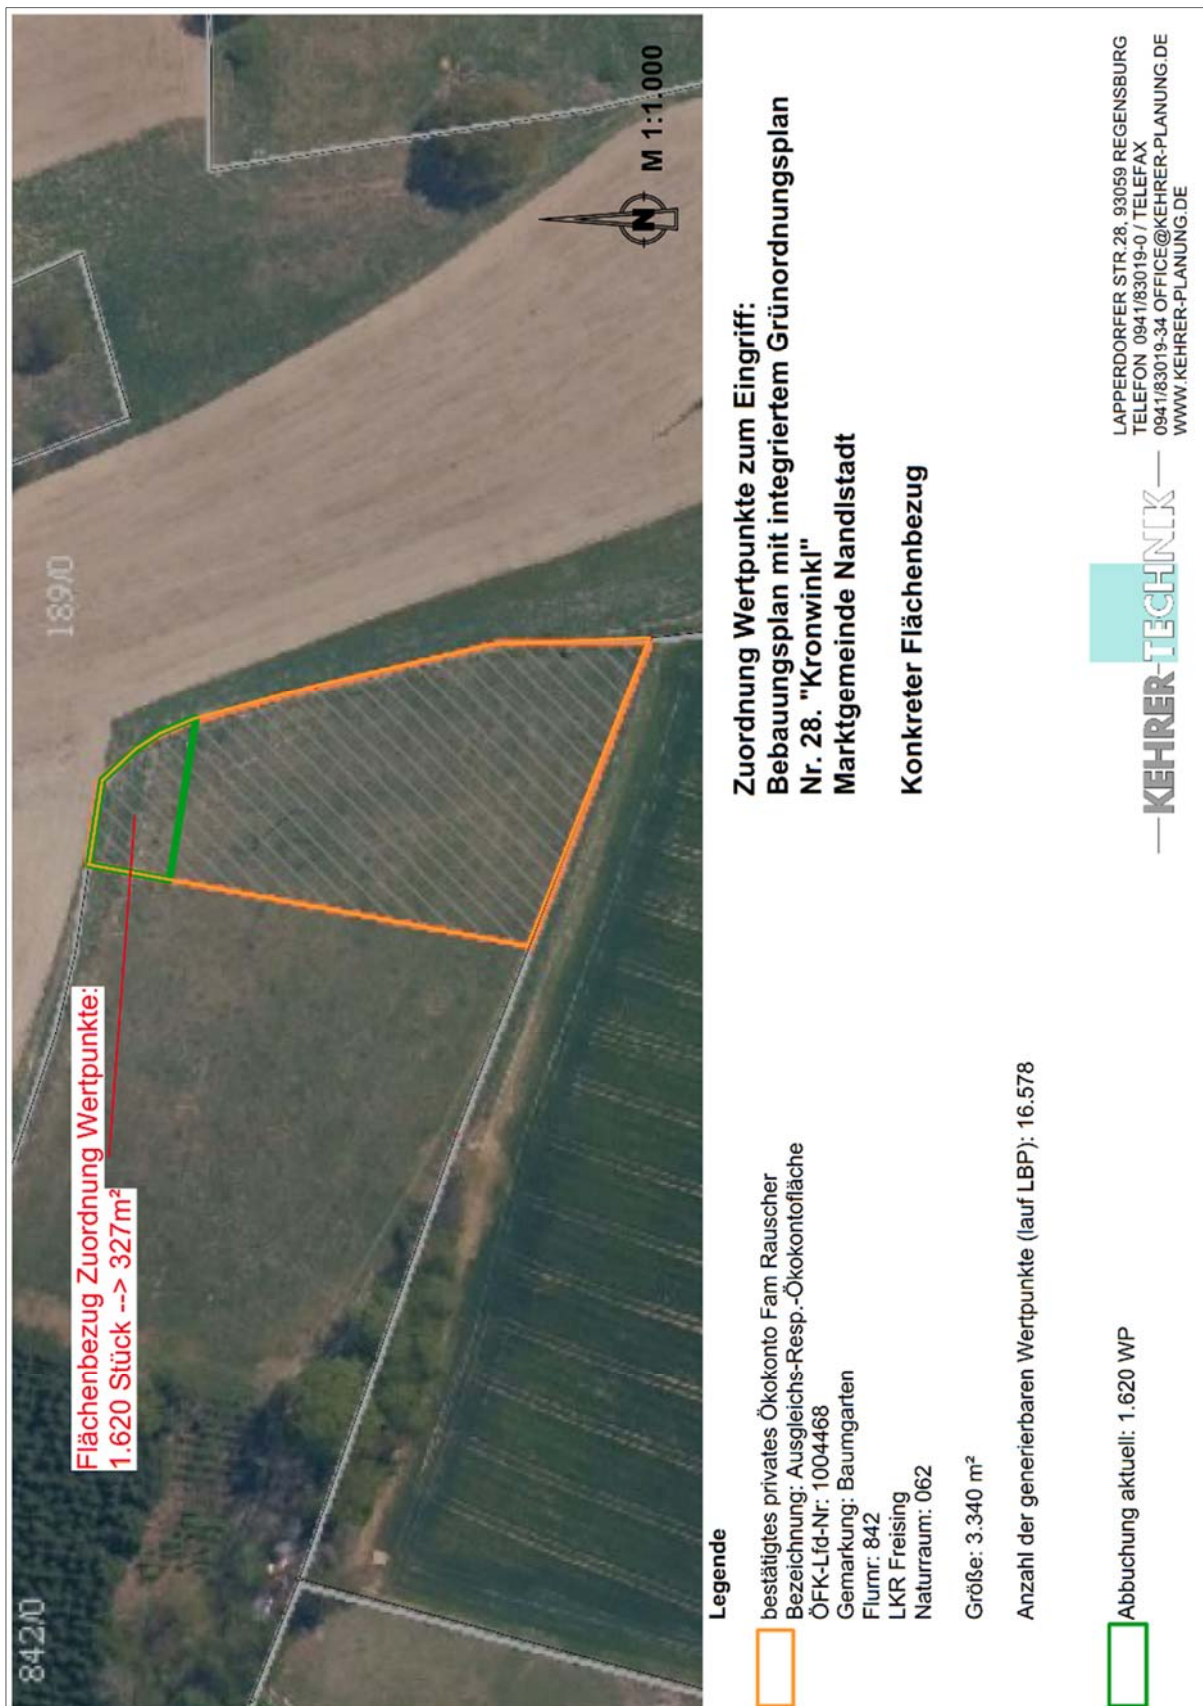 842/0
189/0
Flächenbezug Zuordnung Wertpunkte:
1.620 Stück --> 327m²
N
M 1:1.000
Legende
bestätigtes privates Ökokonto Fam Rauscher
Bezeichnung: Ausgleichs-Resp.-Ökokontofläche
ÖFK-Lfd-Nr: 1004468
Gemarkung: Baumgarten
Flurnr: 842
LKR Freising
Naturraum: 062
Größe: 3.340 m²
Anzahl der generierbaren Wertpunkte (lauf LBP): 16.578
Abbuchung aktuell: 1.620 WP
Zuordnung Wertpunkte zum Eingriff:
Bebauungsplan mit integriertem Grünordnungsplan
Nr. 28. "Kronwinkl"
Marktgemeinde Nandlstadt
Konkreter Flächenbezug
KEHRER TECHNIK
LAPPERDORFER STR.28, 93059 REGENSBURG
TELEFON 0941/83019-0 / TELEFAX
0941/83019-34 OFFICE@KEHRER-PLANUNG.DE
WWW.KEHRER-PLANUNG.DE